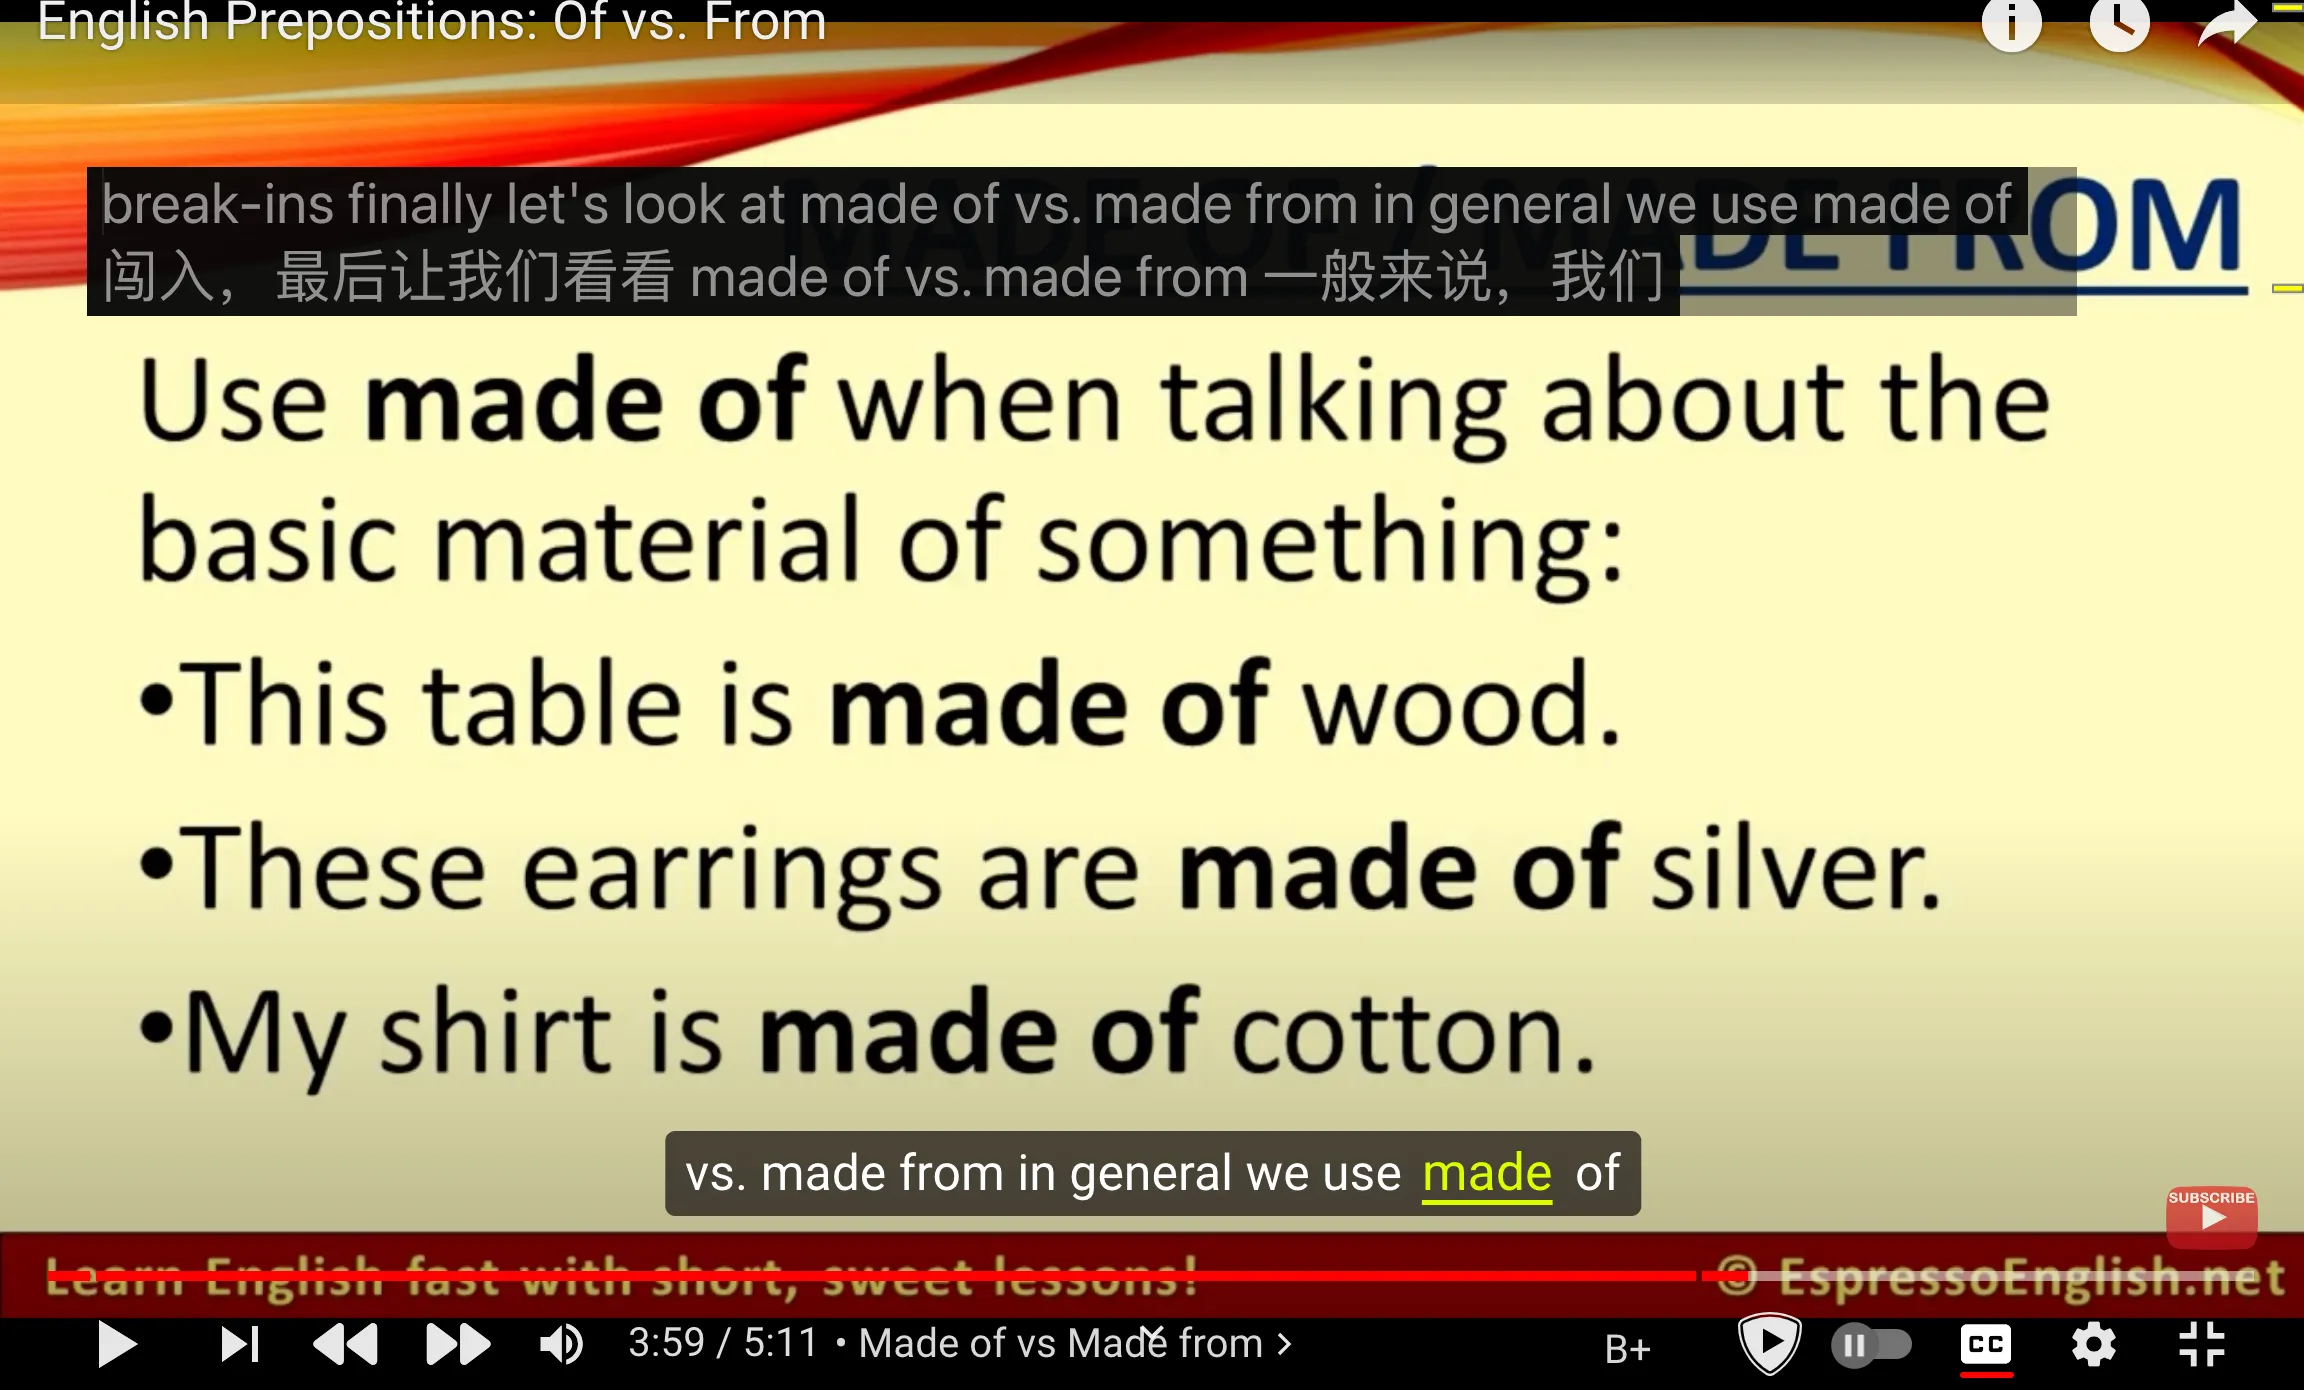 English Prepositions: Of vs. From
MADE OF / MADE FROM
break-ins finally let's look at made of vs. made from in general we use made of
闯入， 最后让我们看看 made of vs. made from 一般来说， 我们
Use made of when talking about the
basic material of something:
•This table is made of wood.
•These earrings are made of silver.
•My shirt is made of cotton.
vs. made from in general we use made of
SUBSCRIBE
Learn English fast with short, sweet lessons!
© EspressoEnglish.net
3:59 / 5:11 • Made of vs Made from >
B+
CC